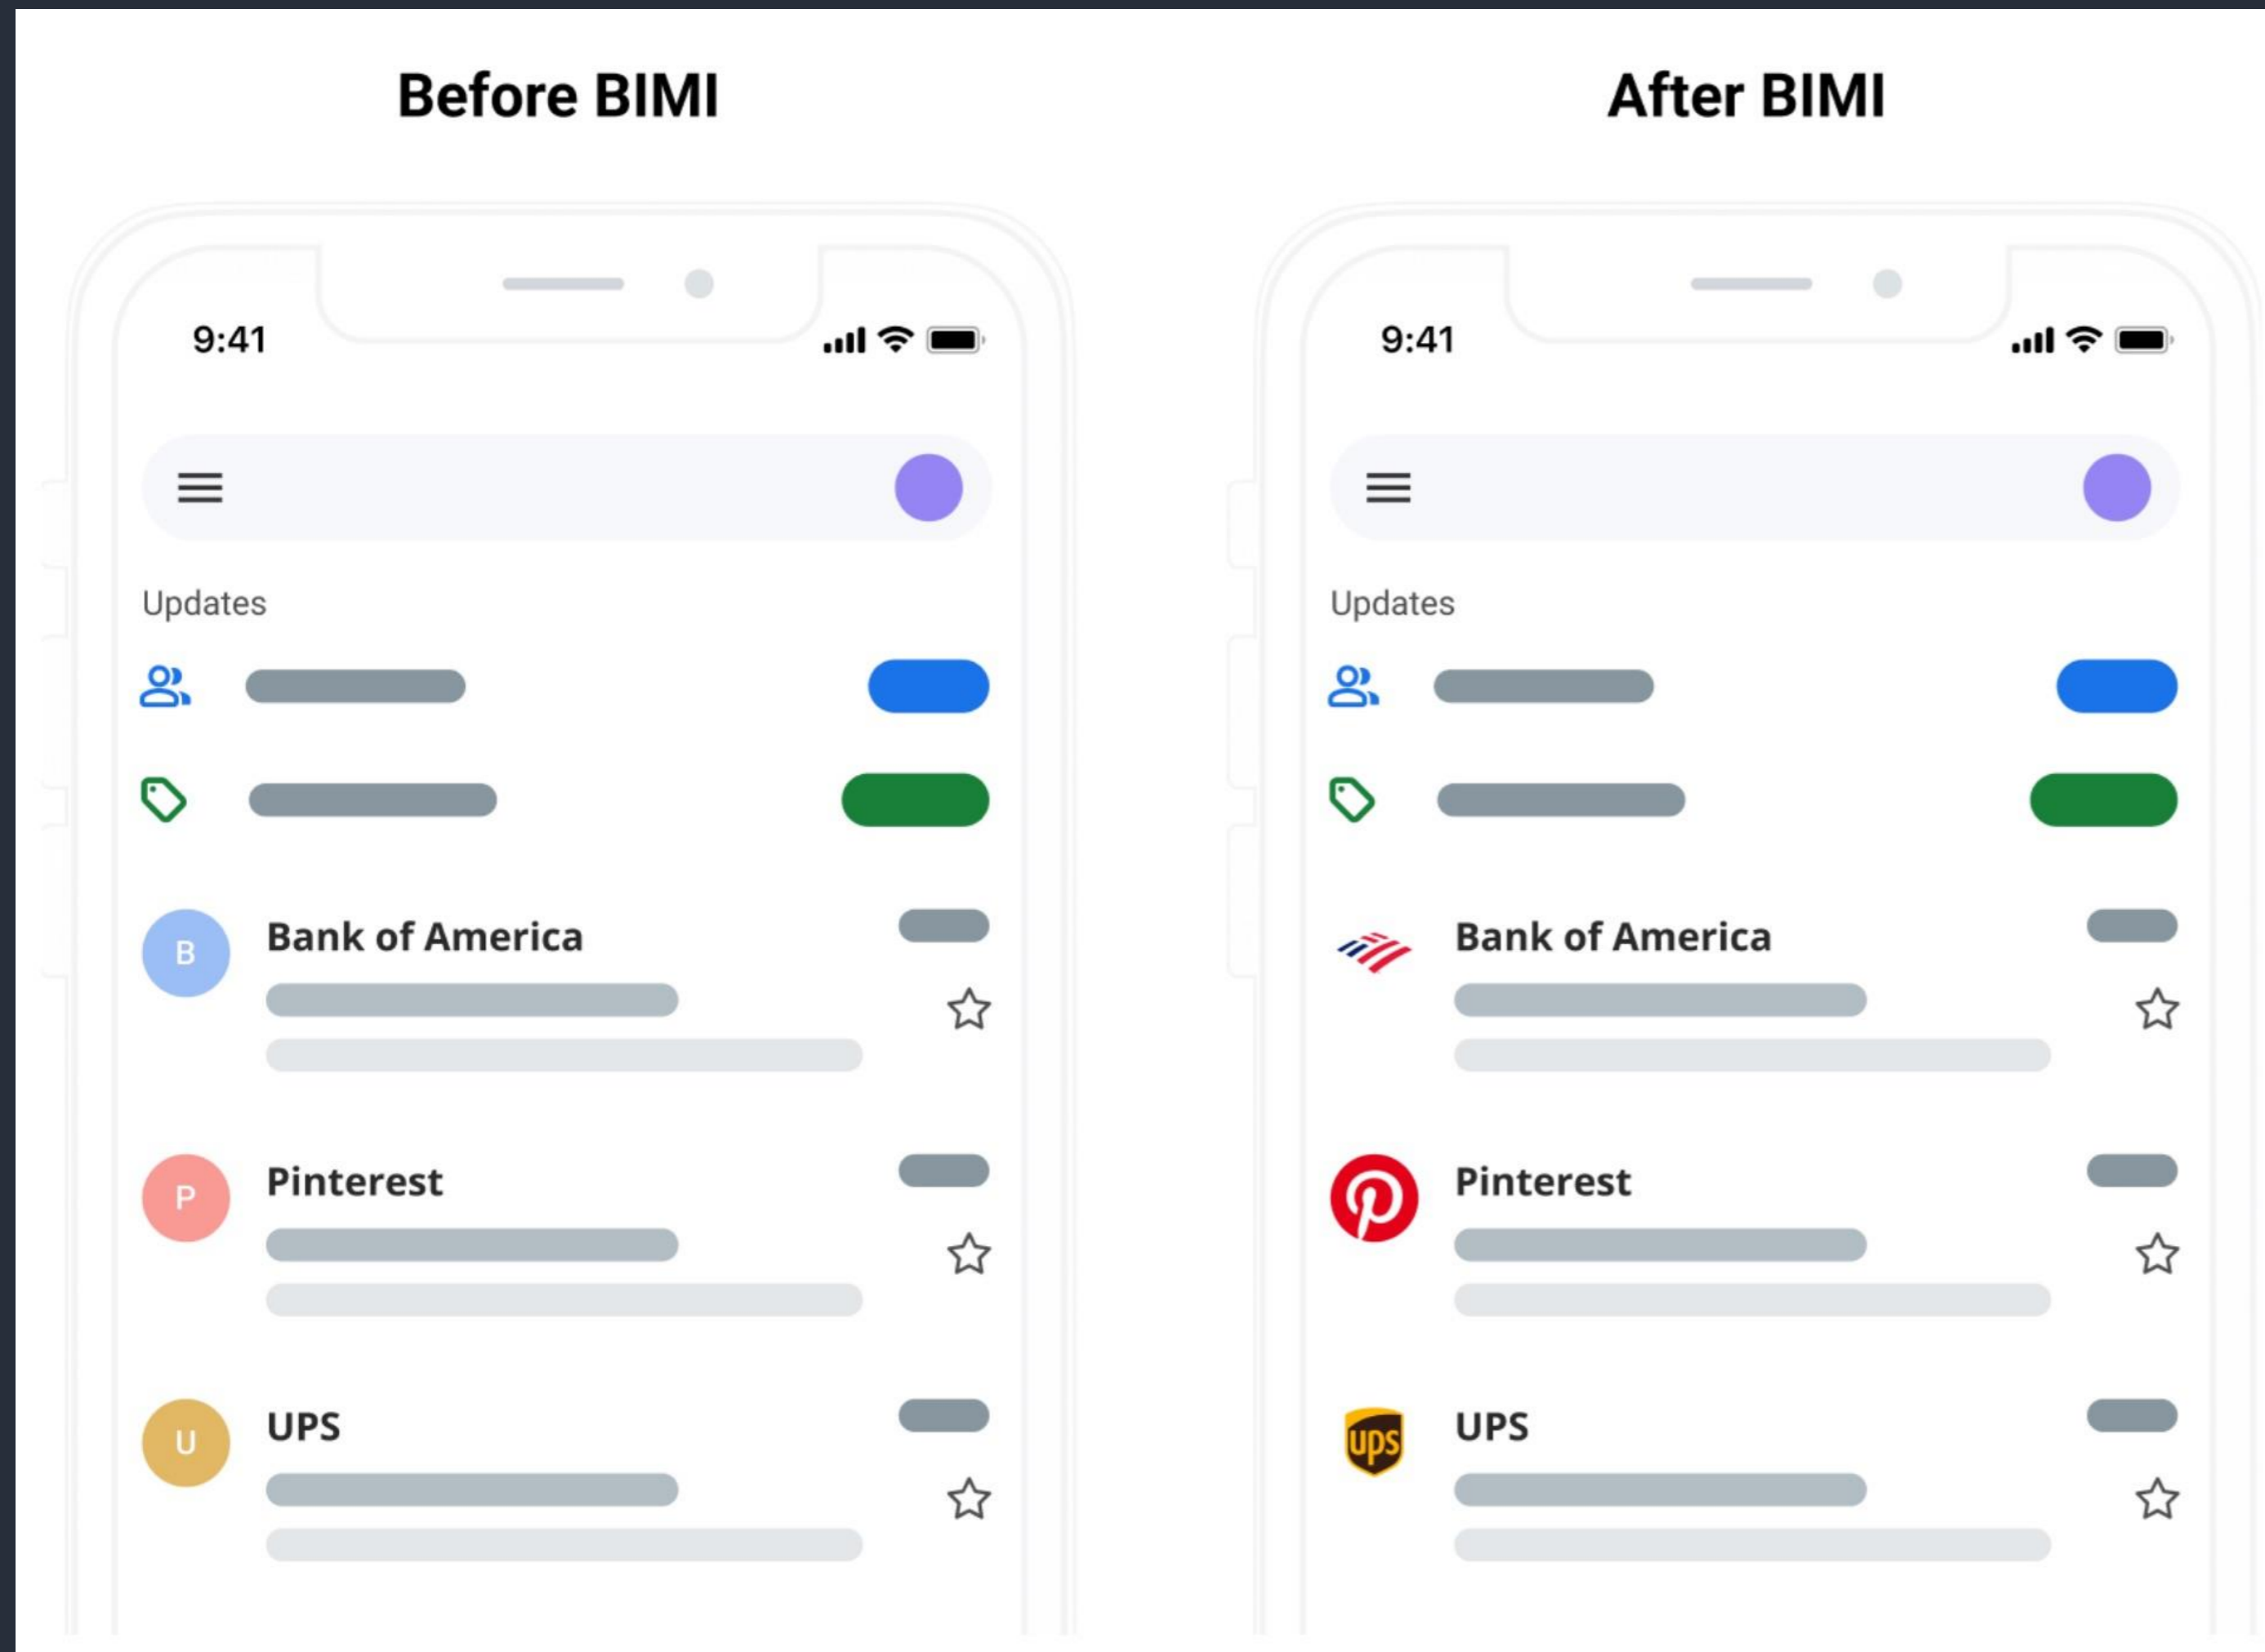 Before BIMI
9:41
Updates
B
Bank of America
P
Pinterest
U
UPS
After BIMI
9:41
Updates
Bank of America
Pinterest
ups
UPS